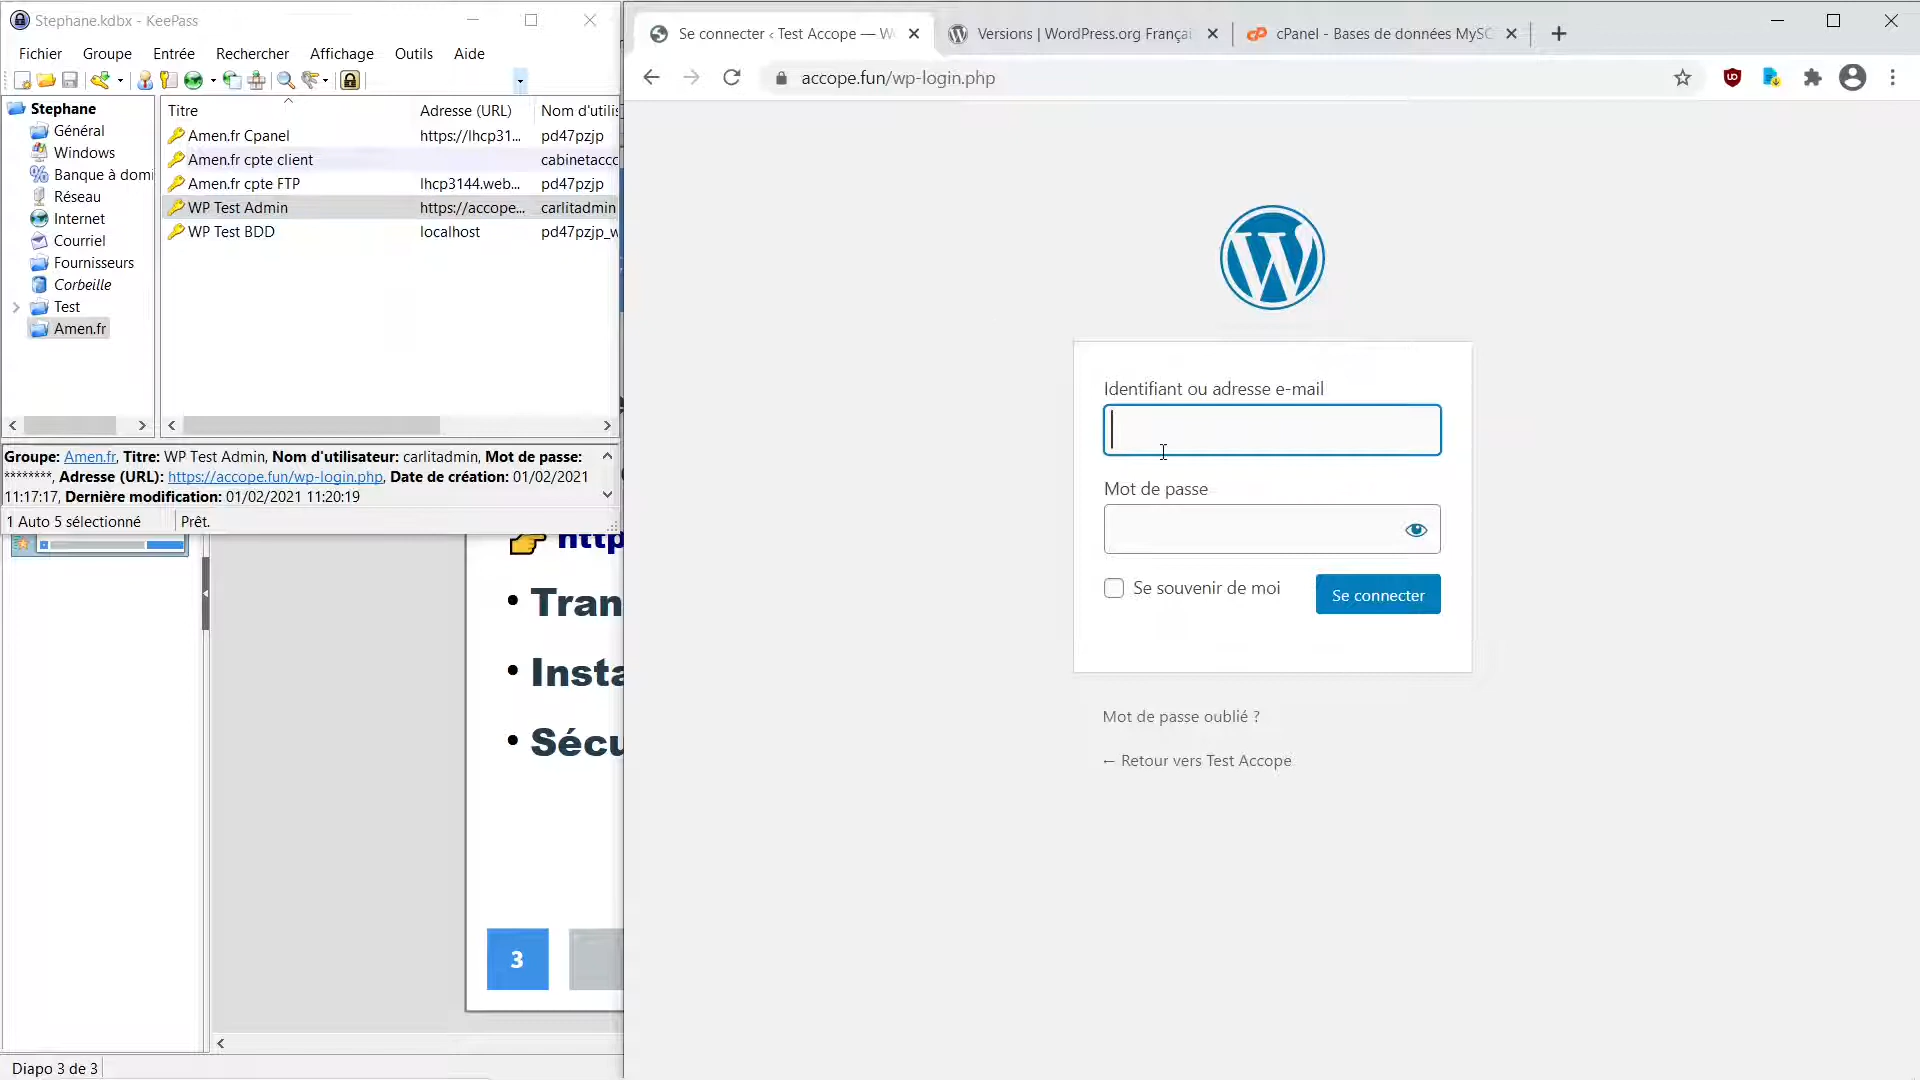 Stephane.kdbx - KeePass
Fichier Groupe Entrée Rechercher Affichage Outils Aide
Stephane
Général
Windows
Banque à domi
Réseau
Internet
Courriel
Fournisseurs
Corbeille
Test
Amen.fr
Titre Adresse (URL) Nom d'utilis
Amen.fr Cpanel https://lhcp31... pd47pzjp
Amen.fr cpte client cabinetacco
Amen.fr cpte FTP lhcp3144.web... pd47pzjp
WP Test Admin https://accope... carlitadmin
WP Test BDD localhost pd47pzjp_w
Groupe: Amen.fr, Titre: WP Test Admin, Nom d'utilisateur: carlitadmin, Mot de passe:
********, Adresse (URL): https://accope.fun/wp-login.php, Date de création: 01/02/2021
11:17:17, Dernière modification: 01/02/2021 11:20:19
1 Auto 5 sélectionné Prêt.
http
• Tran
• Insta
• Sécu
3
Diapo 3 de 3
Se connecter ‹ Test Accope — W
Versions | WordPress.org Françai
cPanel - Bases de données MySQ
accope.fun/wp-login.php
Identifiant ou adresse e-mail
Mot de passe
Se souvenir de moi
Se connecter
Mot de passe oublié ?
← Retour vers Test Accope